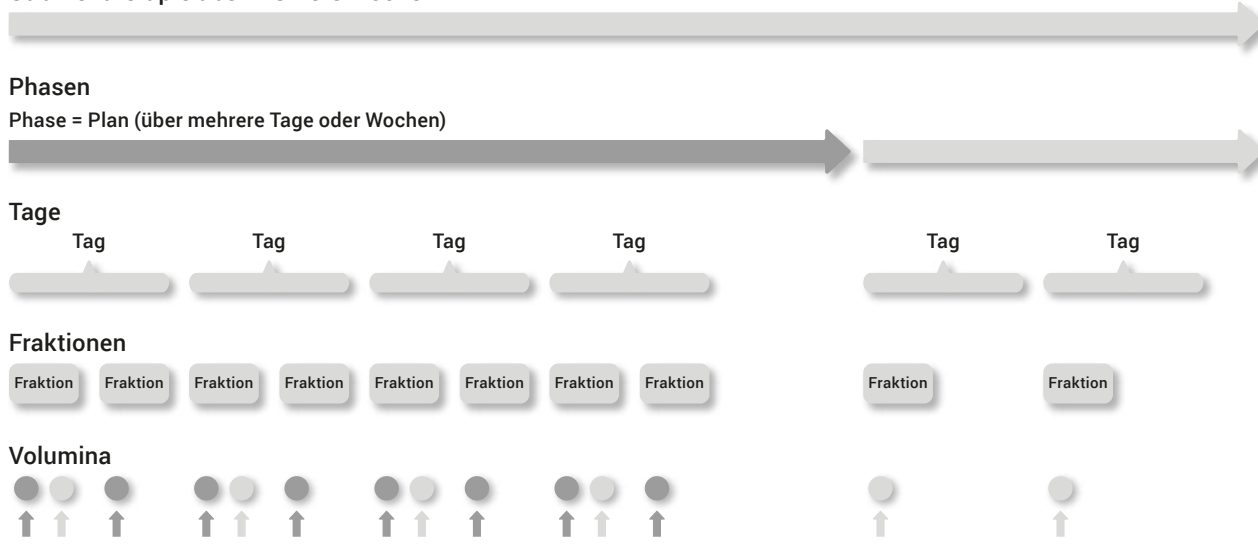 Phasen
Phase = Plan (über mehrere Tage oder Wochen)
Tage
Tag Tag Tag Tag Tag Tag
Fraktionen
Fraktion Fraktion Fraktion Fraktion Fraktion Fraktion Fraktion Fraktion Fraktion Fraktion
Volumina